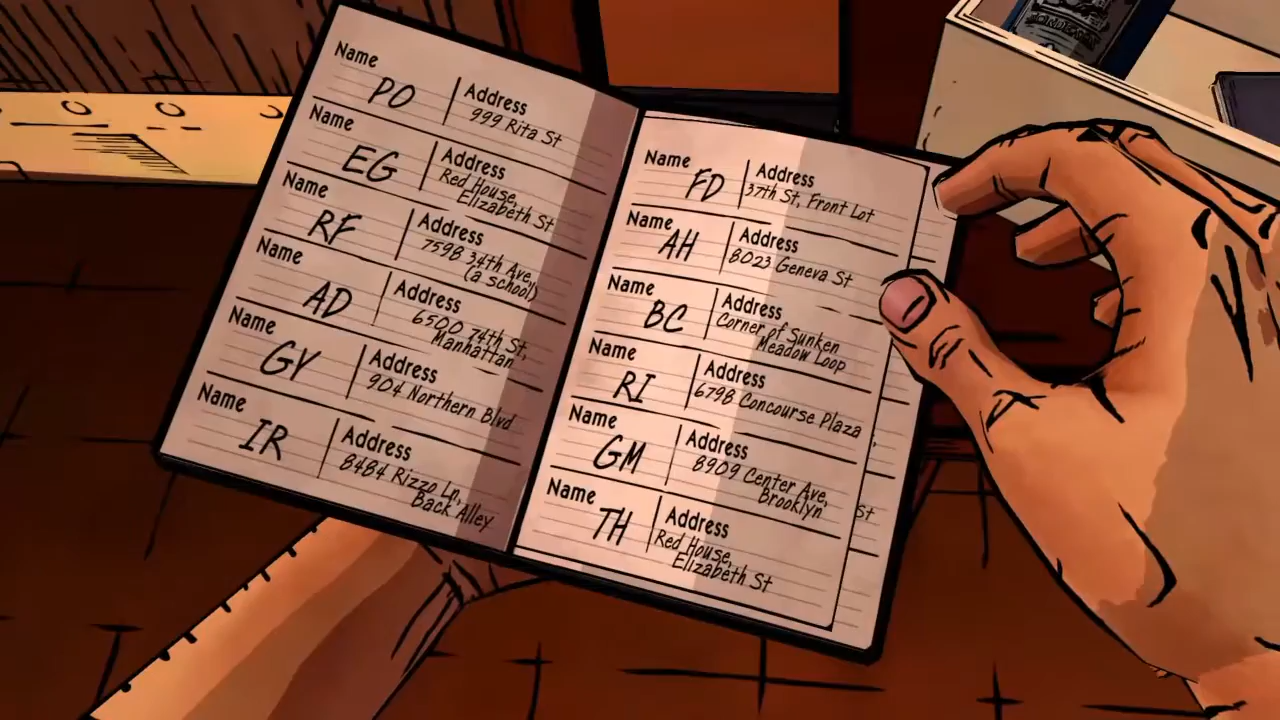 Name
PO
Address
999 Rita St
Name
EG
Address
Red House,
Elizabeth St
Name
RF
Address
7598 34th Ave,
(a school)
Name
AD
Address
6500 74th St,
Manhattan
Name
GY
Address
904 Northern Blvd
Name
IR
Address
8484 Rizzo Ln,
Back Alley
Name
FD
Address
37th St, Front Lot
Name
AH
Address
8023 Geneva St
Name
BC
Address
Corner of Sunken
Meadow Loop
Name
RI
Address
6798 Concourse Plaza
Name
GM
Address
8909 Center Ave,
Brooklyn
Name
TH
Address
Red House,
Elizabeth St
St